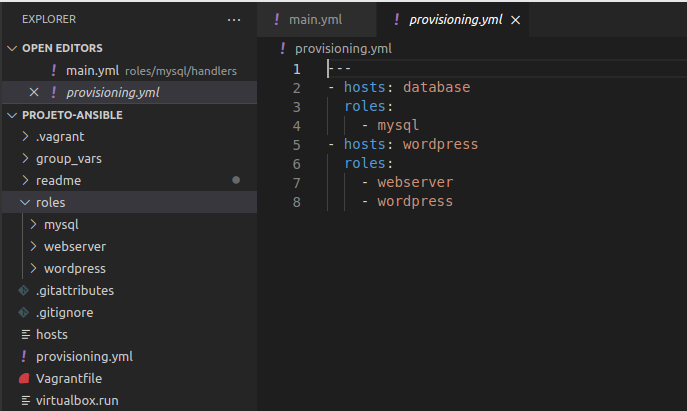 EXPLORER ...
OPEN EDITORS
! main.yml roles/mysql/handlers
× ! provisioning.yml
PROJETO-ANSIBLE
.vagrant
group_vars
readme
roles
mysql
webserver
wordpress
.gitattributes
.gitignore
hosts
! provisioning.yml
Vagrantfile
virtualbox.run
! main.yml ! provisioning.yml ×
! provisioning.yml
1 ---
2 - hosts: database
3 roles:
4 - mysql
5 - hosts: wordpress
6 roles:
7 - webserver
8 - wordpress